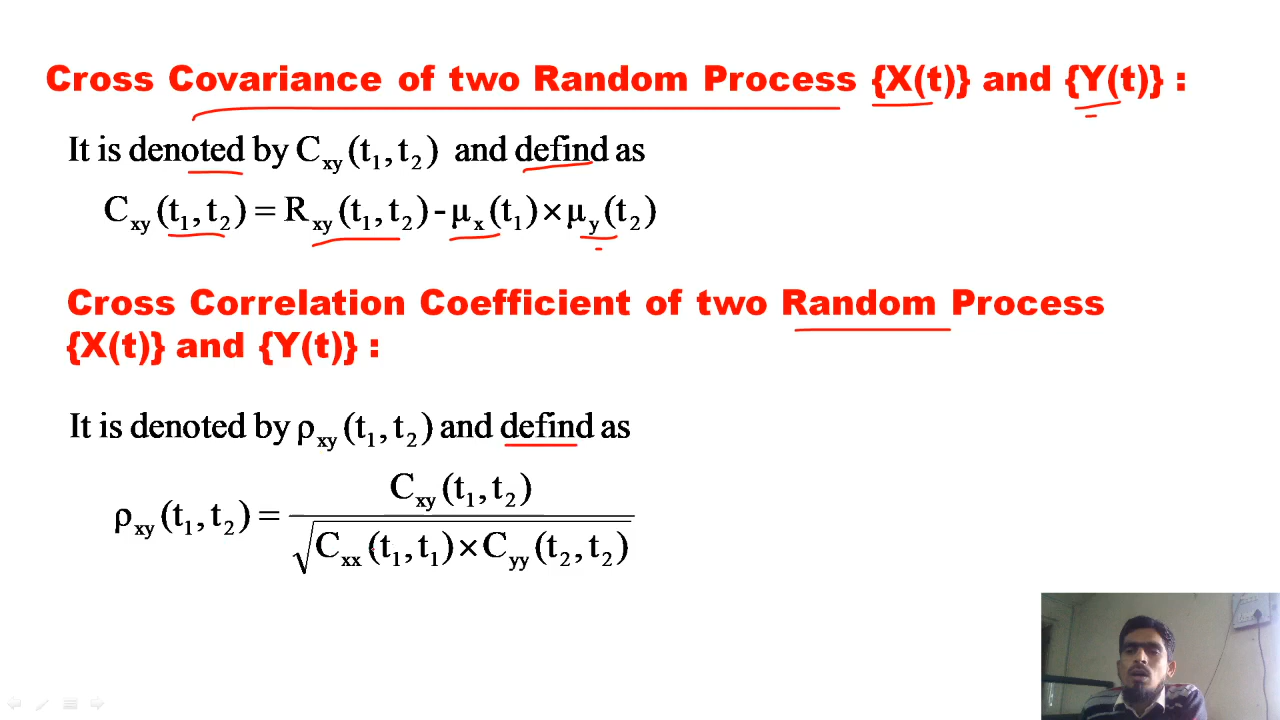 Cross Covariance of two Random Process {X(t)} and {Y(t)} :
It is denoted by Cxy (t1,t2) and defind as
Cxy (t1,t2) = Rxy (t1,t2) - μx (t1) × μy (t2)
Cross Correlation Coefficient of two Random Process
{X(t)} and {Y(t)} :
It is denoted by ρxy (t1,t2) and defind as
ρxy (t1,t2) = Cxy (t1,t2) / √Cxx (t1,t1) × Cyy (t2,t2)